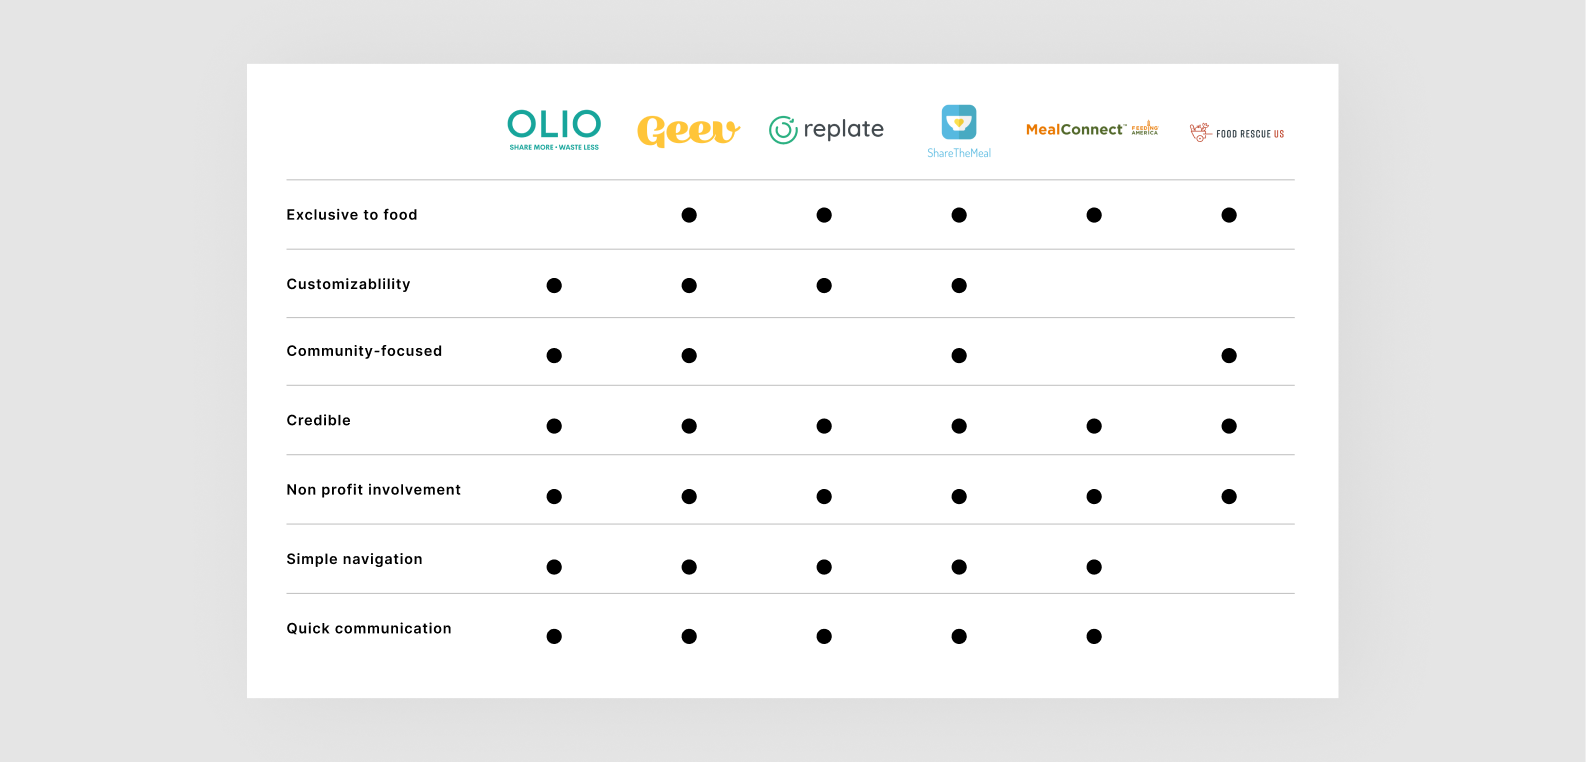 OLIO
SHARE MORE • WASTE LESS
Geev
replate
ShareTheMeal
MealConnect™
FEEDING
AMERICA
FOOD RESCUE US
Exclusive to food
Customizablility
Community-focused
Credible
Non profit involvement
Simple navigation
Quick communication